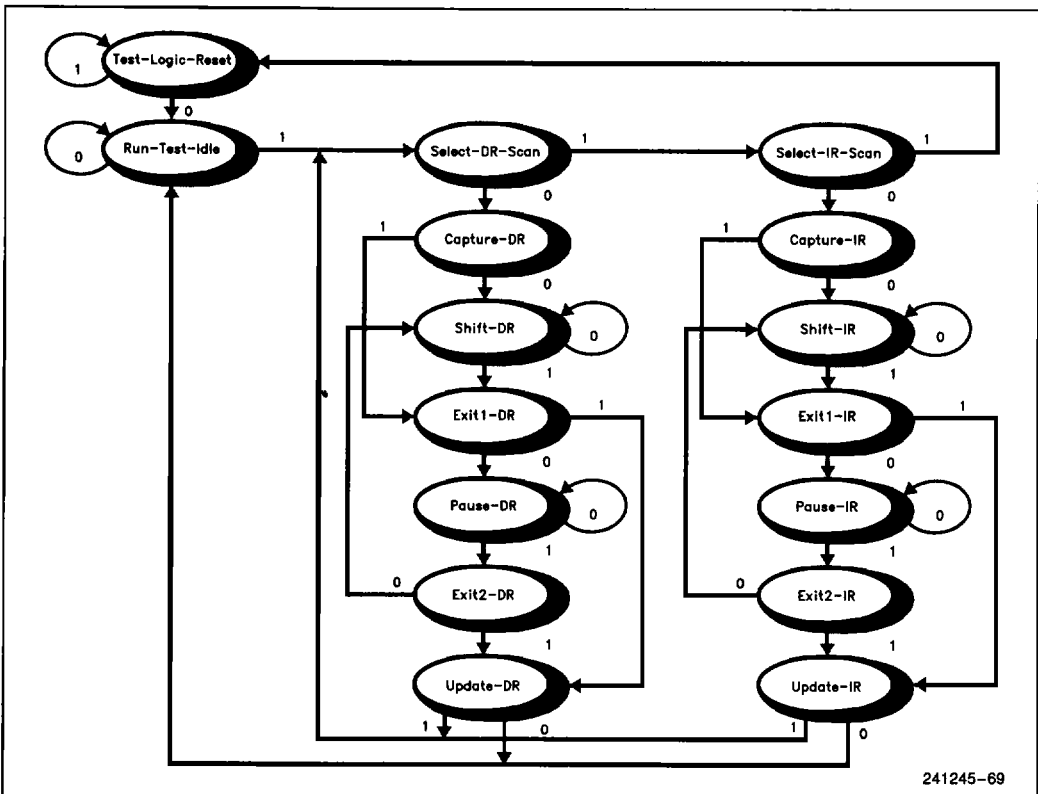 Test-Logic-Reset
1
0
Run-Test-Idle
0
1
Select-DR-Scan
1
0
Select-IR-Scan
1
0
Capture-DR
1
0
Capture-IR
1
0
Shift-DR
0
1
Shift-IR
0
1
Exit1-DR
1
0
Exit1-IR
1
0
Pause-DR
0
1
Pause-IR
0
1
Exit2-DR
0
1
Exit2-IR
0
1
Update-DR
1
0
Update-IR
1
0
241245-69